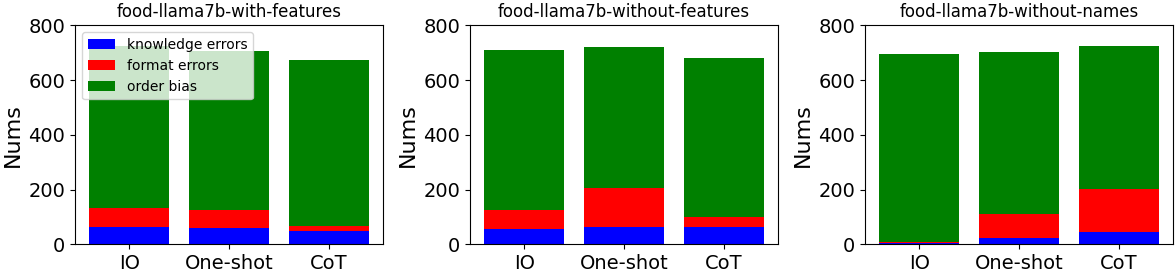 food-llama7b-with-features
800
600
400
200
0
Nums
knowledge errors
format errors
order bias
IO One-shot CoT
food-llama7b-without-features
800
600
400
200
0
Nums
IO One-shot CoT
food-llama7b-without-names
800
600
400
200
0
Nums
IO One-shot CoT